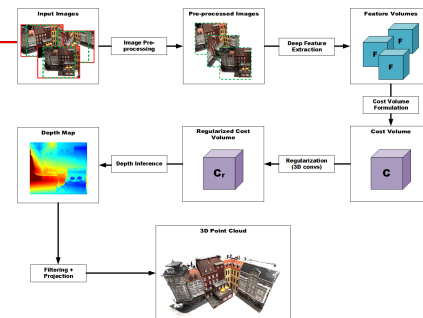 Input Images
Image Pre-
processing
Pre-processed Images
Deep Feature
Extraction
Feature Volumes
F
F
F
Cost Volume
Formulation
Cost Volume
C
Regularization
(3D convs)
Regularized Cost
Volume
Cr
Depth Inference
Depth Map
Filtering +
Projection
3D Point Cloud